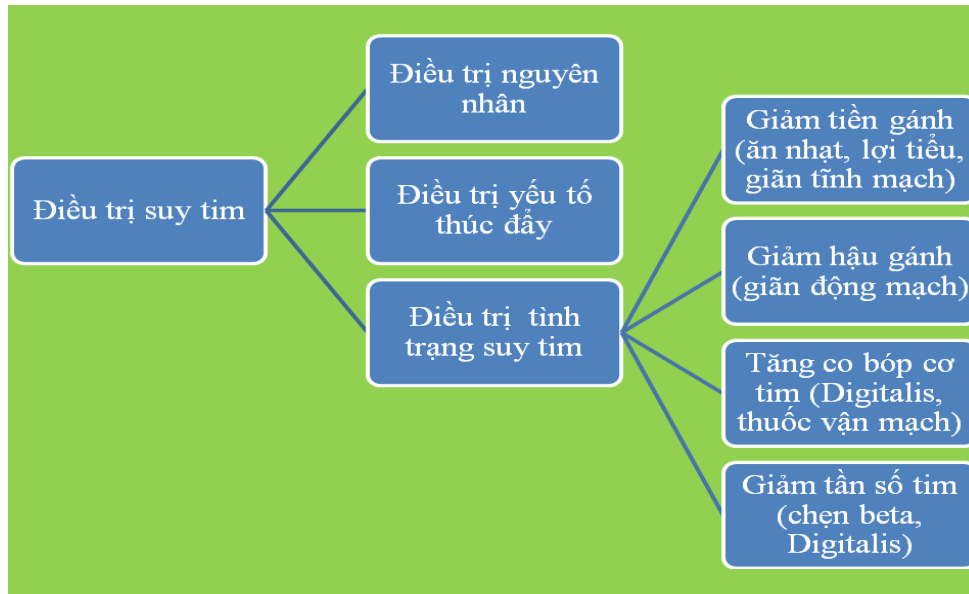 Điều trị suy tim
Điều trị nguyên
nhân
Điều trị yếu tố
thúc đẩy
Điều trị tình
trạng suy tim
Giảm tiền gánh
(ăn nhạt, lợi tiểu,
giãn tĩnh mạch)
Giảm hậu gánh
(giãn động mạch)
Tăng co bóp cơ
tim (Digitalis,
thuốc vận mạch)
Giảm tần số tim
(chẹn beta,
Digitalis)